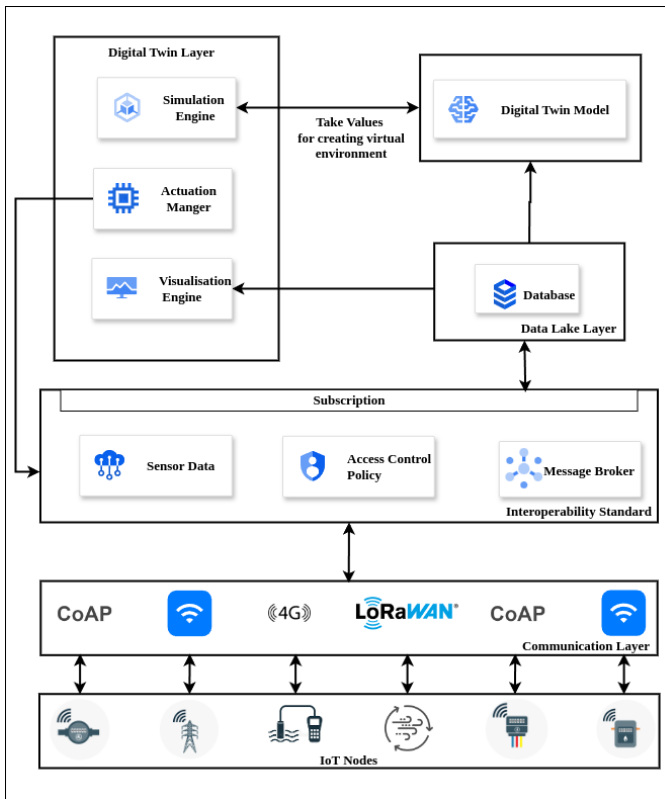 Digital Twin Layer
Simulation
Engine
Take Values
for creating virtual
environment
Digital Twin Model
Actuation
Manger
Visualisation
Engine
Database
Data Lake Layer
Subscription
Sensor Data
Access Control
Policy
Message Broker
Interoperability Standard
CoAP
((4G))
LoRaWAN®
CoAP
Communication Layer
IoT Nodes